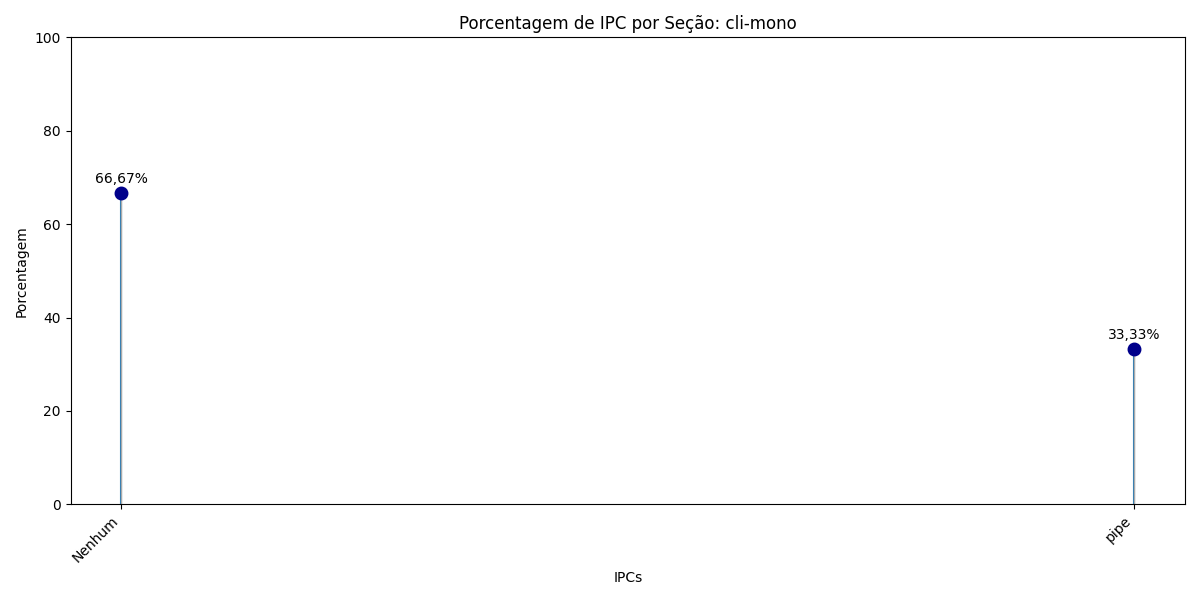 Porcentagem de IPC por Seção: cli-mono
100
80
60
40
20
0
Porcentagem
66,67%
33,33%
Nenhum
pipe
IPCs